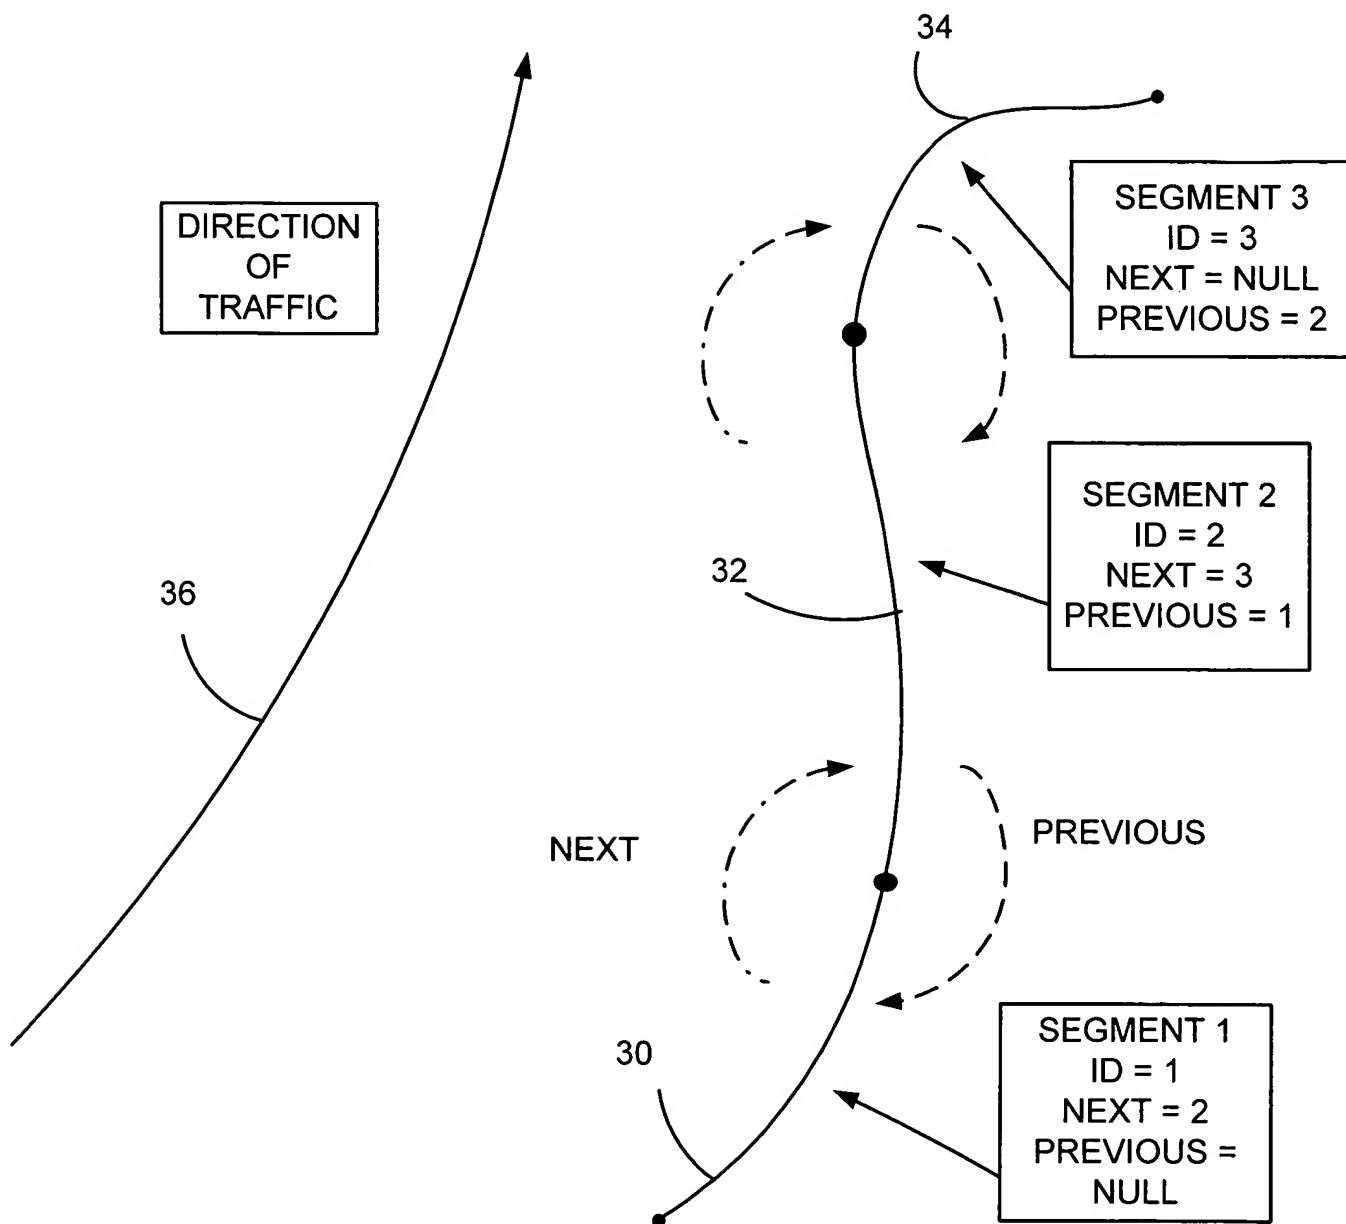 34
SEGMENT 3
ID = 3
NEXT = NULL
PREVIOUS = 2
DIRECTION
OF
TRAFFIC
SEGMENT 2
ID = 2
NEXT = 3
PREVIOUS = 1
32
36
NEXT
PREVIOUS
SEGMENT 1
ID = 1
NEXT = 2
PREVIOUS =
NULL
30